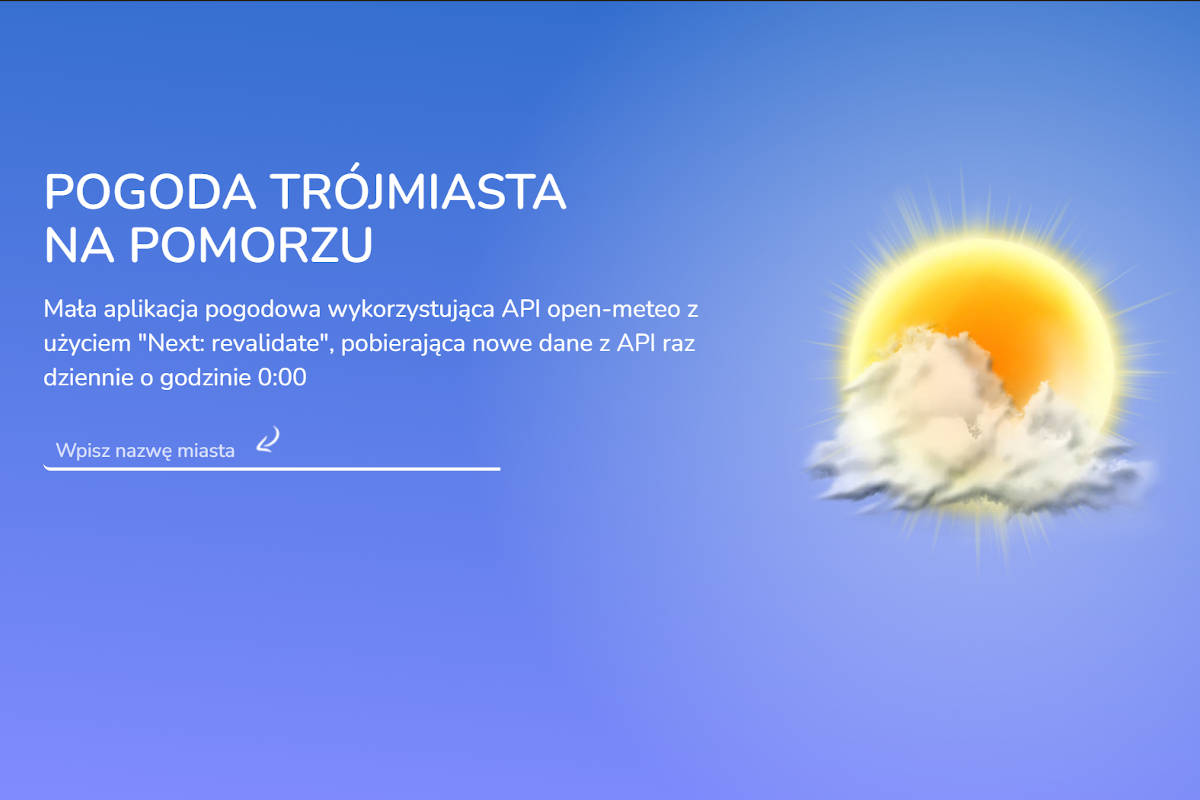 POGODA TRÓJMIASTA
NA POMORZU
Mała aplikacja pogodowa wykorzystująca API open-meteo z
użyciem "Next: revalidate", pobierająca nowe dane z API raz
dziennie o godzinie 0:00
Wpisz nazwę miasta